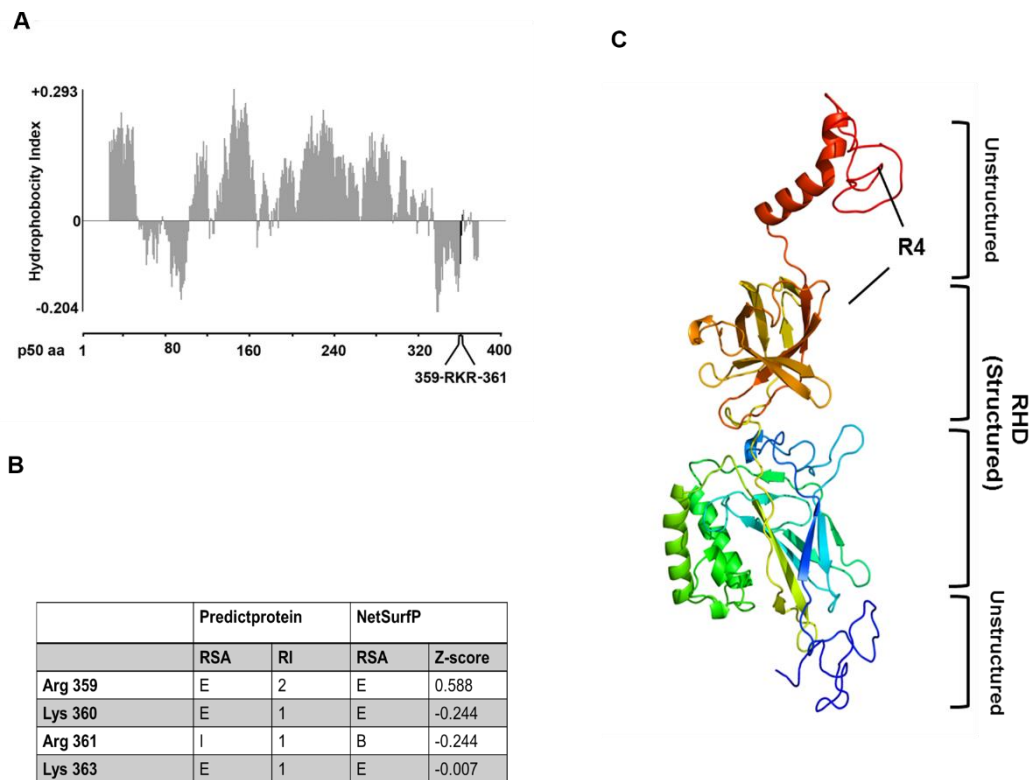 A
+0.293
Hydrophobocity Index
0
-0.204
p50 aa 1 80 160 240 320 400
359-RKR-361
B
Predictprotein NetSurfP
RSA RI RSA Z-score
Arg 359 E 2 E 0.588
Lys 360 E 1 E -0.244
Arg 361 I 1 B -0.244
Lys 363 E 1 E -0.007
C
Unstructured
R4
RHD
(Structured)
Unstructured